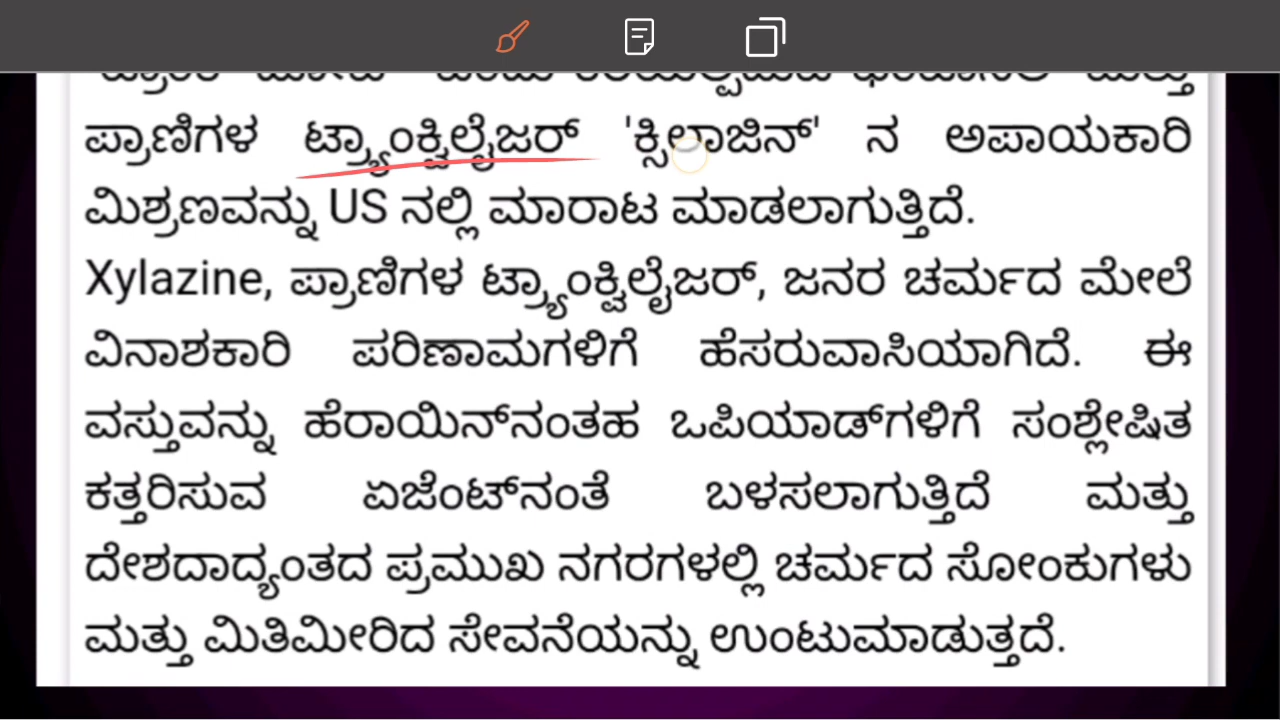 ಪ್ರಾಣಿಗಳ ಟ್ರ್ಯಾಂಕ್ವಿಲೈಜರ್ 'ಕ್ಸಿಲಾಜಿನ್' ನ ಅಪಾಯಕಾರಿ
ಮಿಶ್ರಣವನ್ನು US ನಲ್ಲಿ ಮಾರಾಟ ಮಾಡಲಾಗುತ್ತಿದೆ.
Xylazine, ಪ್ರಾಣಿಗಳ ಟ್ರ್ಯಾಂಕ್ವಿಲೈಜರ್, ಜನರ ಚರ್ಮದ ಮೇಲೆ
ವಿನಾಶಕಾರಿ ಪರಿಣಾಮಗಳಿಗೆ ಹೆಸರುವಾಸಿಯಾಗಿದೆ. ಈ
ವಸ್ತುವನ್ನು ಹೆರಾಯಿನ್‌ನಂತಹ ಒಪಿಯಾಡ್‌ಗಳಿಗೆ ಸಂಶ್ಲೇಷಿತ
ಕತ್ತರಿಸುವ ಏಜೆಂಟ್‌ನಂತೆ ಬಳಸಲಾಗುತ್ತಿದೆ ಮತ್ತು
ದೇಶದಾದ್ಯಂತದ ಪ್ರಮುಖ ನಗರಗಳಲ್ಲಿ ಚರ್ಮದ ಸೋಂಕುಗಳು
ಮತ್ತು ಮಿತಿಮೀರಿದ ಸೇವನೆಯನ್ನು ಉಂಟುಮಾಡುತ್ತದೆ.